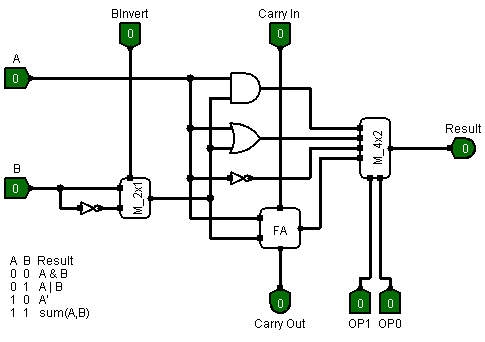 BInvert
0
Carry In
0
A
0
B
0
M_2x1
FA
M_4x2
Result
0
0
Carry Out
0
OP1
0
OP0
A B Result
0 0 A & B
0 1 A | B
1 0 A'
1 1 sum(A,B)